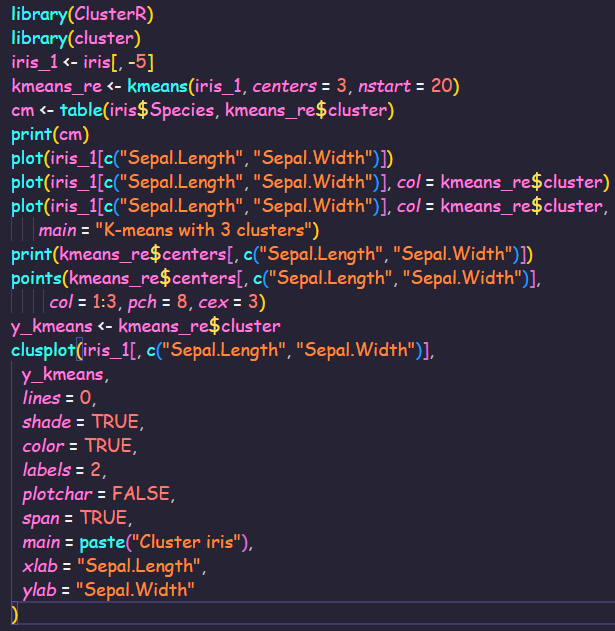 library(ClusterR)
library(cluster)
iris_1 <- iris[, -5]
kmeans_re <- kmeans(iris_1, centers = 3, nstart = 20)
cm <- table(iris$Species, kmeans_re$cluster)
print(cm)
plot(iris_1[c("Sepal.Length", "Sepal.Width")])
plot(iris_1[c("Sepal.Length", "Sepal.Width")], col = kmeans_re$cluster)
plot(iris_1[c("Sepal.Length", "Sepal.Width")], col = kmeans_re$cluster,
    main = "K-means with 3 clusters")
print(kmeans_re$centers[, c("Sepal.Length", "Sepal.Width")])
points(kmeans_re$centers[, c("Sepal.Length", "Sepal.Width")],
    col = 1:3, pch = 8, cex = 3)
y_kmeans <- kmeans_re$cluster
clusplot(iris_1[, c("Sepal.Length", "Sepal.Width")],
  y_kmeans,
  lines = 0,
  shade = TRUE,
  color = TRUE,
  labels = 2,
  plotchar = FALSE,
  span = TRUE,
  main = paste("Cluster iris"),
  xlab = "Sepal.Length",
  ylab = "Sepal.Width"
)